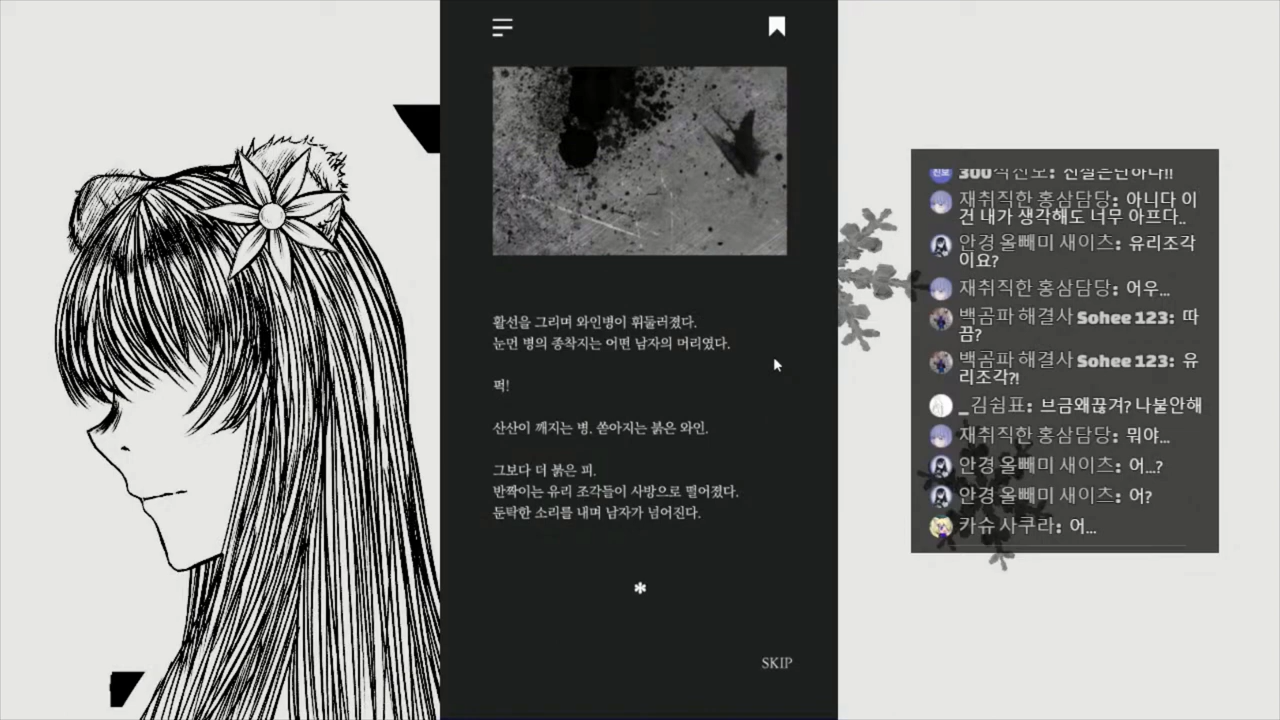 활선을 그리며 와인병이 휘둘러졌다.
눈먼 병의 종착지는 어떤 남자의 머리였다.
퍽!
산산이 깨지는 병. 쏟아지는 붉은 와인.
그보다 더 붉은 피.
반짝이는 유리 조각들이 사방으로 떨어졌다.
둔탁한 소리를 내며 남자가 넘어진다.
SKIP
재취직한 홍삼담당: 아니다 이
건 내가 생각해도 너무 아프다..
안경 올빼미 새이츠: 유리조각
이요?
재취직한 홍삼담당: 어우...
백곰파 해결사 Sohee 123: 따
끔?
백곰파 해결사 Sohee 123: 유
리조각?!
_김쉼표: 브금왜끊겨? 나불안해
재취직한 홍삼담당: 뭐야...
안경 올빼미 새이츠: 어...?
안경 올빼미 새이츠: 어?
카슈 사쿠라: 어...